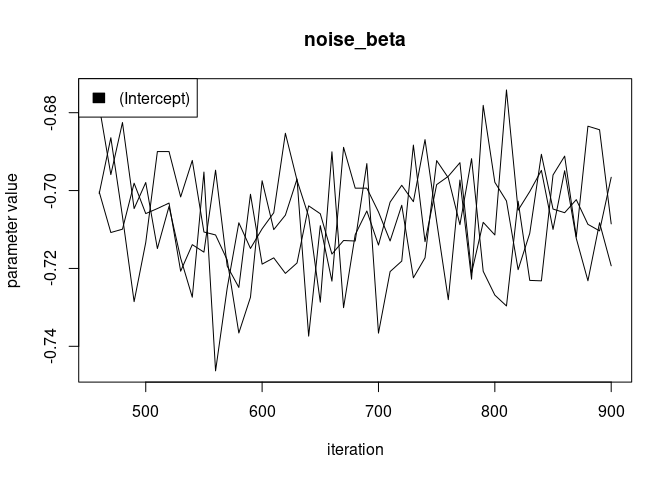 noise_beta
(Intercept)
parameter value
-0.68
-0.70
-0.72
-0.74
500 600 700 800 900
iteration